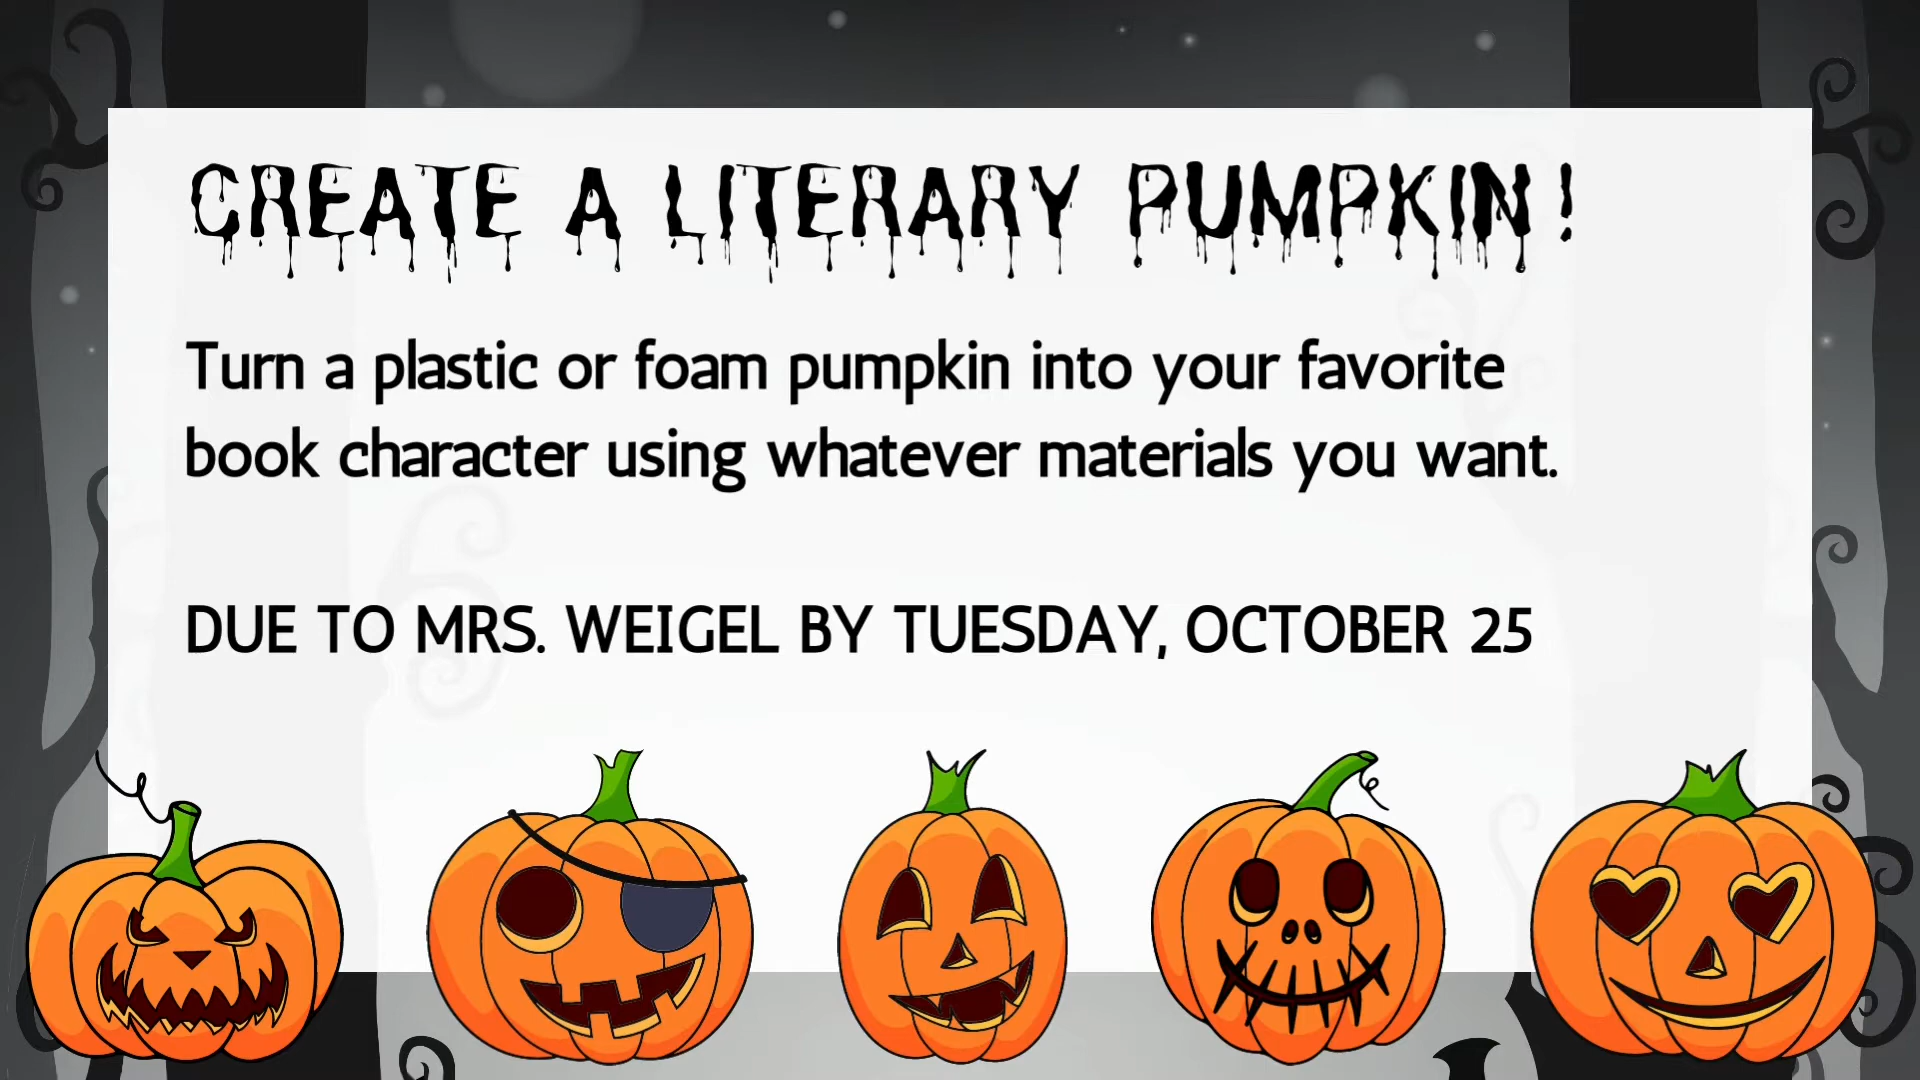 CREATE A LITERARY PUMPKIN!
Turn a plastic or foam pumpkin into your favorite
book character using whatever materials you want.
DUE TO MRS. WEIGEL BY TUESDAY, OCTOBER 25